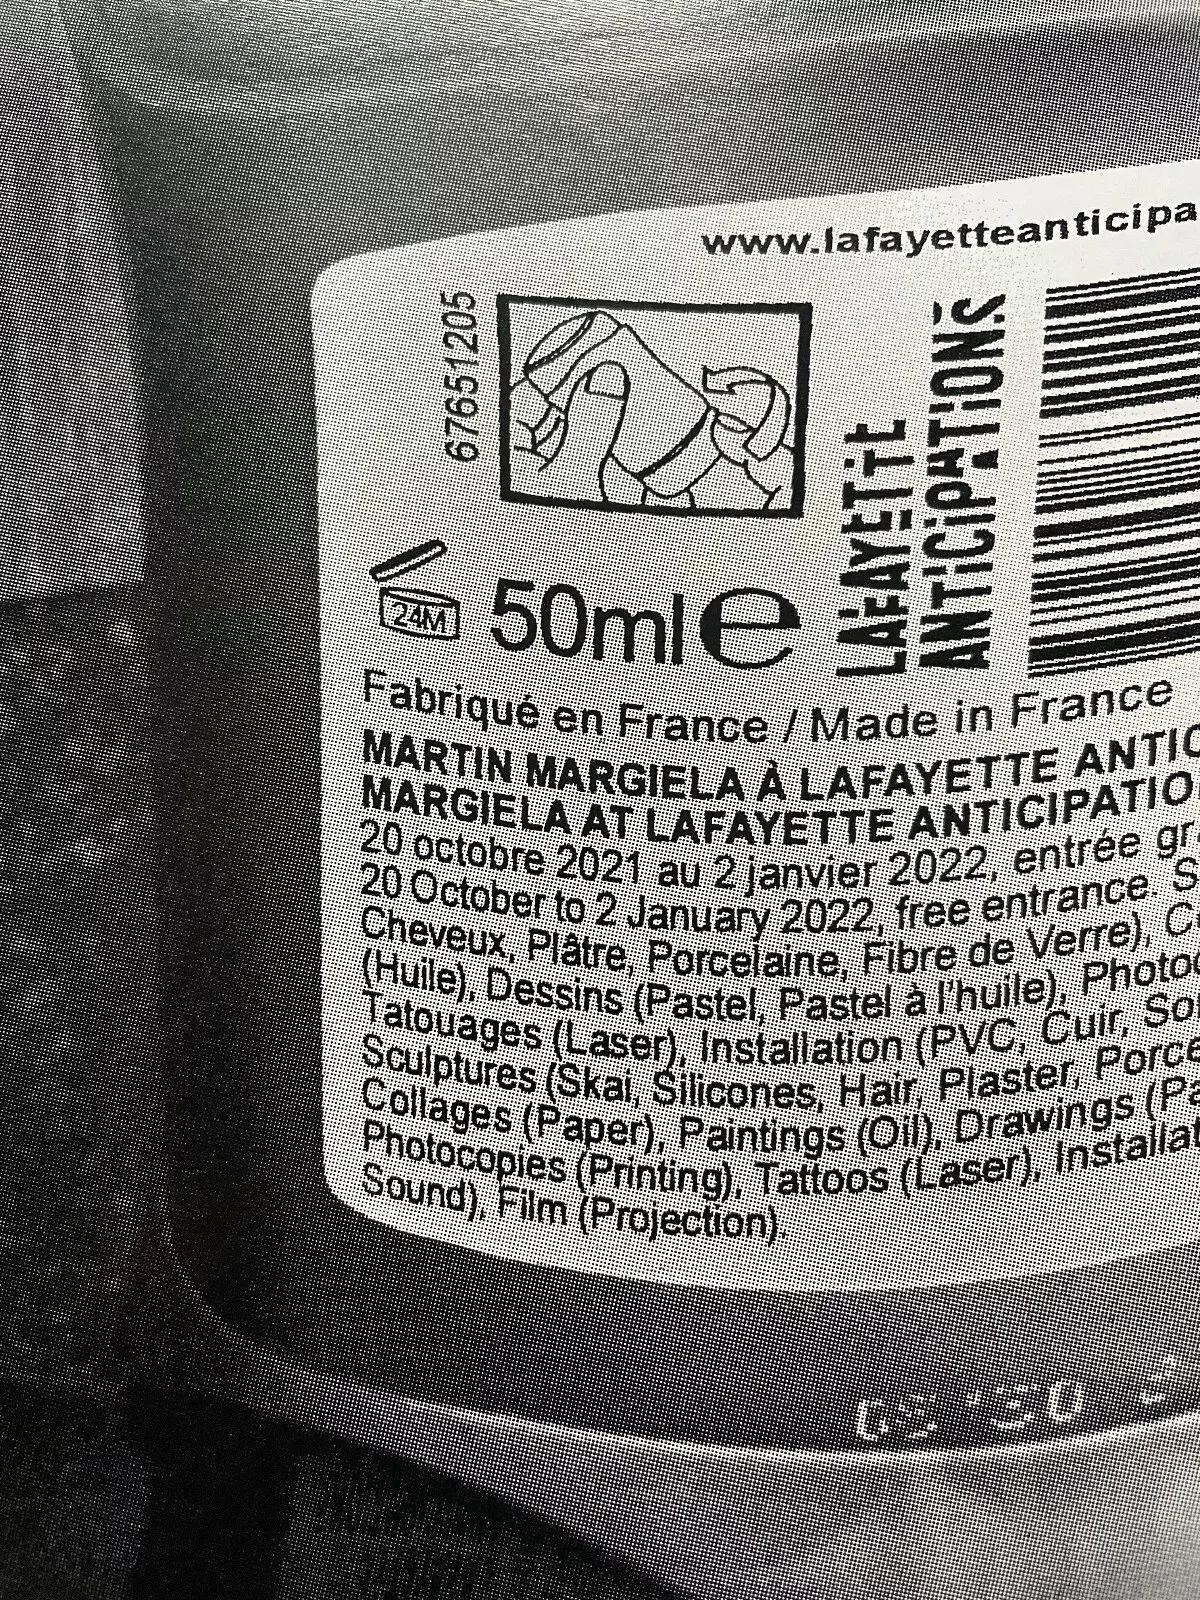 www.lafayetteanticipa
67651205
LAFAYETTE
ANTICIPATIONS
24M
50ml e
Fabriqué en France / Made in France
MARTIN MARGIELA À LAFAYETTE ANTIC
MARGIELA AT LAFAYETTE ANTICIPATIO
20 octobre 2021 au 2 janvier 2022, entrée gr
20 October to 2 January 2022, free entrance. S
Cheveux, Plâtre, Porcelaine, Fibre de Verre), C
(Huile), Dessins (Pastel, Pastel à l'huile), Photoc
Tatouages (Laser), Installation (PVC, Cuir, So
Sculptures (Skai, Silicones, Hair, Plaster, Porce
Collages (Paper), Paintings (Oil), Drawings (Pa
Photocopies (Printing), Tattoos (Laser), Installat
Sound), Film (Projection).